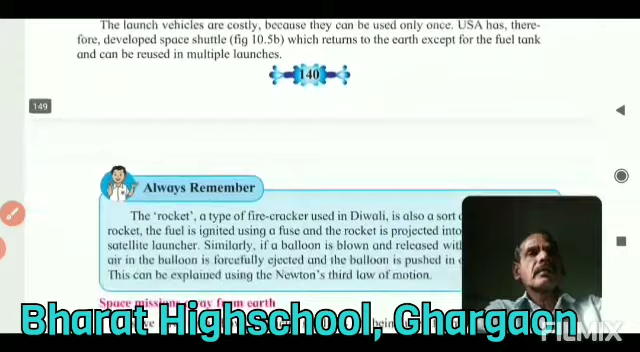 The launch vehicles are costly, because they can be used only once. USA has, there-
fore, developed space shuttle (fig 10.5b) which returns to the earth except for the fuel tank
and can be reused in multiple launches.
140
149
Always Remember
The 'rocket', a type of fire-cracker used in Diwali, is also a sort
rocket, the fuel is ignited using a fuse and the rocket is projected into
satellite launcher. Similarly, if a balloon is blown and released
air in the balloon is forcefully ejected and the balloon is pushed in
This can be explained using the Newton's third law of motion.
Space missions away from earth
Bharat Highschool, Ghargaon
FILMIX